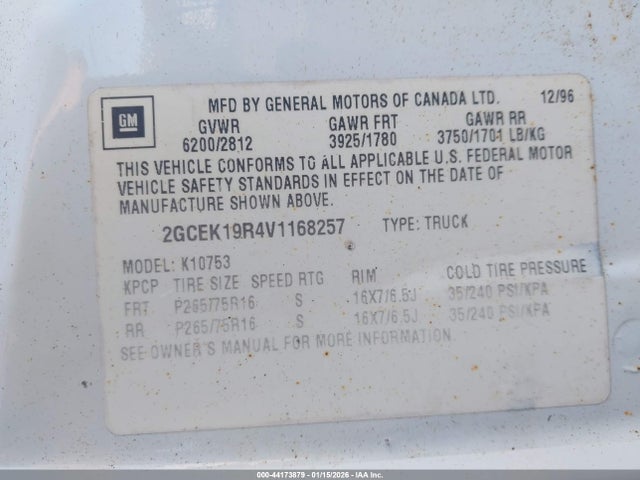 GM
MFD BY GENERAL MOTORS OF CANADA LTD. 12/96
GVWR GAWR FRT GAWR RR
6200/2812 3925/1780 3750/1701 LB/KG
THIS VEHICLE CONFORMS TO ALL APPLICABLE U.S. FEDERAL MOTOR
VEHICLE SAFETY STANDARDS IN EFFECT ON THE DATE OF
MANUFACTURE SHOWN ABOVE.
2GCEK19R4V1168257 TYPE: TRUCK
MODEL: K10753
KPCP TIRE SIZE SPEED RTG RIM COLD TIRE PRESSURE
FRT P265/75R16 S 16X7/6.5J 35/240 PSI/KPA
RR P265/75R16 S 16X7/6.5J 35/240 PSI/KPA
SEE OWNER'S MANUAL FOR MORE INFORMATION.
000-44173879 - 01/15/2026 - IAA Inc.